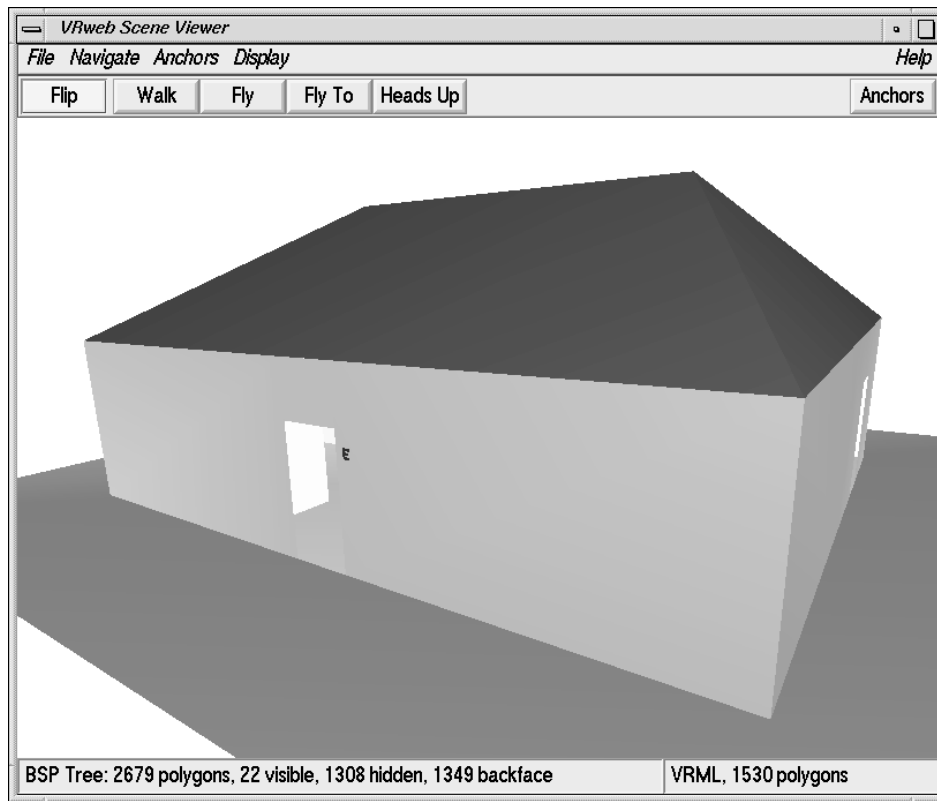 VRweb Scene Viewer
File Navigate Anchors Display Help
Flip Walk Fly Fly To Heads Up Anchors
BSP Tree: 2679 polygons, 22 visible, 1308 hidden, 1349 backface VRML, 1530 polygons